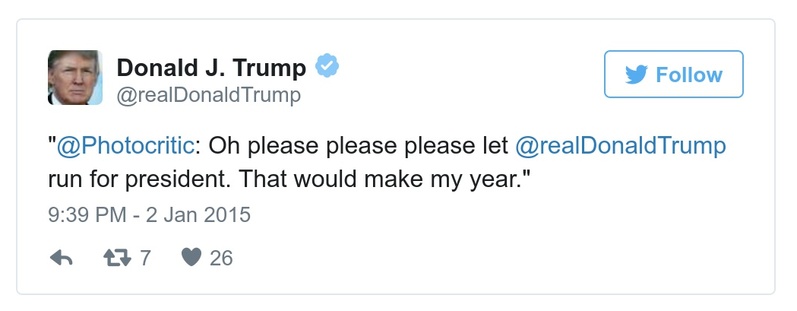 Donald J. Trump
@realDonaldTrump
Follow
"@Photocritic: Oh please please please let @realDonaldTrump
run for president. That would make my year."
9:39 PM - 2 Jan 2015
7 26